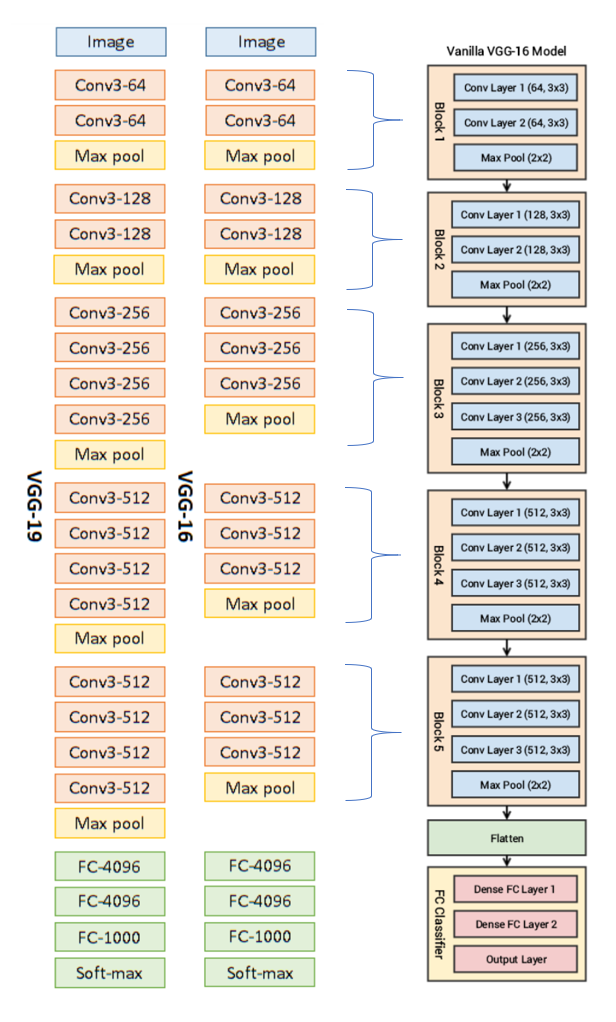 VGG-19
Image
Conv3-64
Conv3-64
Max pool
Conv3-128
Conv3-128
Max pool
Conv3-256
Conv3-256
Conv3-256
Conv3-256
Max pool
Conv3-512
Conv3-512
Conv3-512
Conv3-512
Max pool
Conv3-512
Conv3-512
Conv3-512
Conv3-512
Max pool
FC-4096
FC-4096
FC-1000
Soft-max
VGG-16
Image
Conv3-64
Conv3-64
Max pool
Conv3-128
Conv3-128
Max pool
Conv3-256
Conv3-256
Conv3-256
Max pool
Conv3-512
Conv3-512
Conv3-512
Max pool
Conv3-512
Conv3-512
Conv3-512
Max pool
FC-4096
FC-4096
FC-1000
Soft-max
Vanilla VGG-16 Model
Block 1
Conv Layer 1 (64, 3x3)
Conv Layer 2 (64, 3x3)
Max Pool (2x2)
Block 2
Conv Layer 1 (128, 3x3)
Conv Layer 2 (128, 3x3)
Max Pool (2x2)
Block 3
Conv Layer 1 (256, 3x3)
Conv Layer 2 (256, 3x3)
Conv Layer 3 (256, 3x3)
Max Pool (2x2)
Block 4
Conv Layer 1 (512, 3x3)
Conv Layer 2 (512, 3x3)
Conv Layer 3 (512, 3x3)
Max Pool (2x2)
Block 5
Conv Layer 1 (512, 3x3)
Conv Layer 2 (512, 3x3)
Conv Layer 3 (512, 3x3)
Max Pool (2x2)
Flatten
FC Classifier
Dense FC Layer 1
Dense FC Layer 2
Output Layer